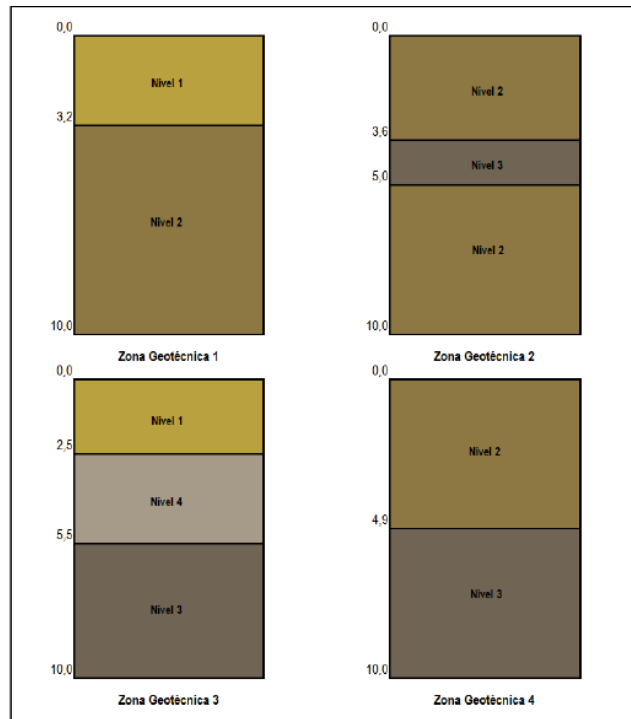 0,0
Nivel 1
3,2
Nivel 2
10,0
Zona Geotécnica 1
0,0
Nivel 2
3,6
Nivel 3
5,0
Nivel 2
10,0
Zona Geotécnica 2
0,0
Nivel 1
2,5
Nivel 4
5,5
Nivel 3
10,0
Zona Geotécnica 3
0,0
Nivel 2
4,9
Nivel 3
10,0
Zona Geotécnica 4